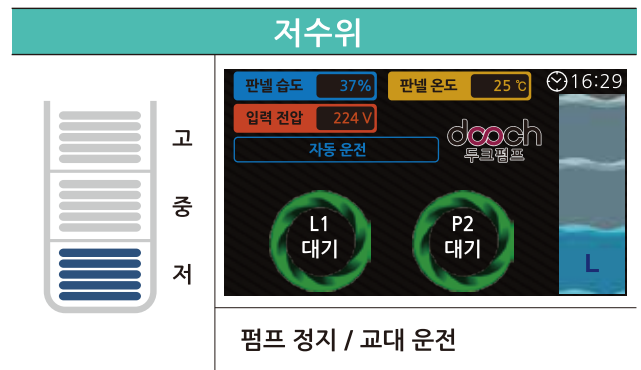 저수위
고
중
저
판넬 습도 37% 판넬 온도 25 ℃ 16:29
입력 전압 224 V
자동 운전
dooch
두크펌프
L1 대기
P2 대기
L
펌프 정지 / 교대 운전